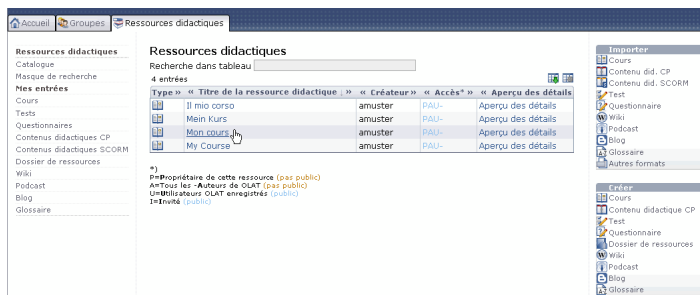 Accueil Groupes Ressources didactiques
Ressources didactiques
Catalogue
Masque de recherche
Mes entrées
Cours
Tests
Questionnaires
Contenus didactiques CP
Contenus didactiques SCORM
Dossier de ressources
Wiki
Podcast
Blog
Glossaire
Ressources didactiques
Recherche dans tableau
4 entrées
Type » « Titre de la ressource didactique ↓ » « Créateur » « Accès* » « Aperçu des détails
Il mio corso amuster PAU- Aperçu des détails
Mein Kurs amuster PAU- Aperçu des détails
Mon cours amuster PAU- Aperçu des détails
My Course amuster PAU- Aperçu des détails
*)
P=Propriétaire de cette ressource (pas public)
A=Tous les -Auteurs de OLAT (pas public)
U=Utilisateurs OLAT enregistrés (public)
I=Invité (public)
Importer
Cours
Contenu did. CP
Contenu did. SCORM
Test
Questionnaire
Wiki
Podcast
Blog
Glossaire
Autres formats
Créer
Cours
Contenu didactique CP
Test
Questionnaire
Dossier de ressources
Wiki
Podcast
Blog
Glossaire